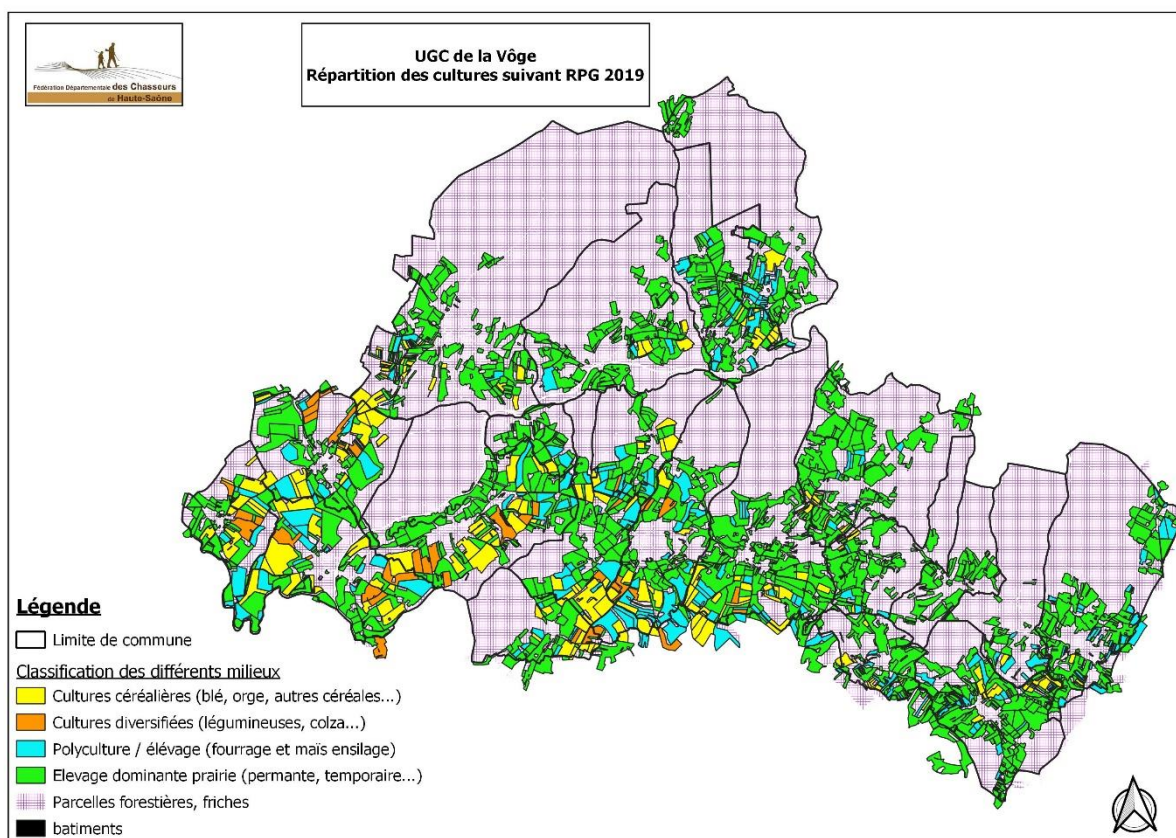 Fédération Départementale des Chasseurs
de Haute-Saône
UGC de la Vôge
Répartition des cultures suivant RPG 2019
Légende
Limite de commune
Classification des différents milieux
Cultures céréalières (blé, orge, autres céréales...)
Cultures diversifiées (légumineuses, colza...)
Polyculture / élévage (fourrage et maïs ensilage)
Elevage dominante prairie (permante, temporaire...)
Parcelles forestières, friches
batiments